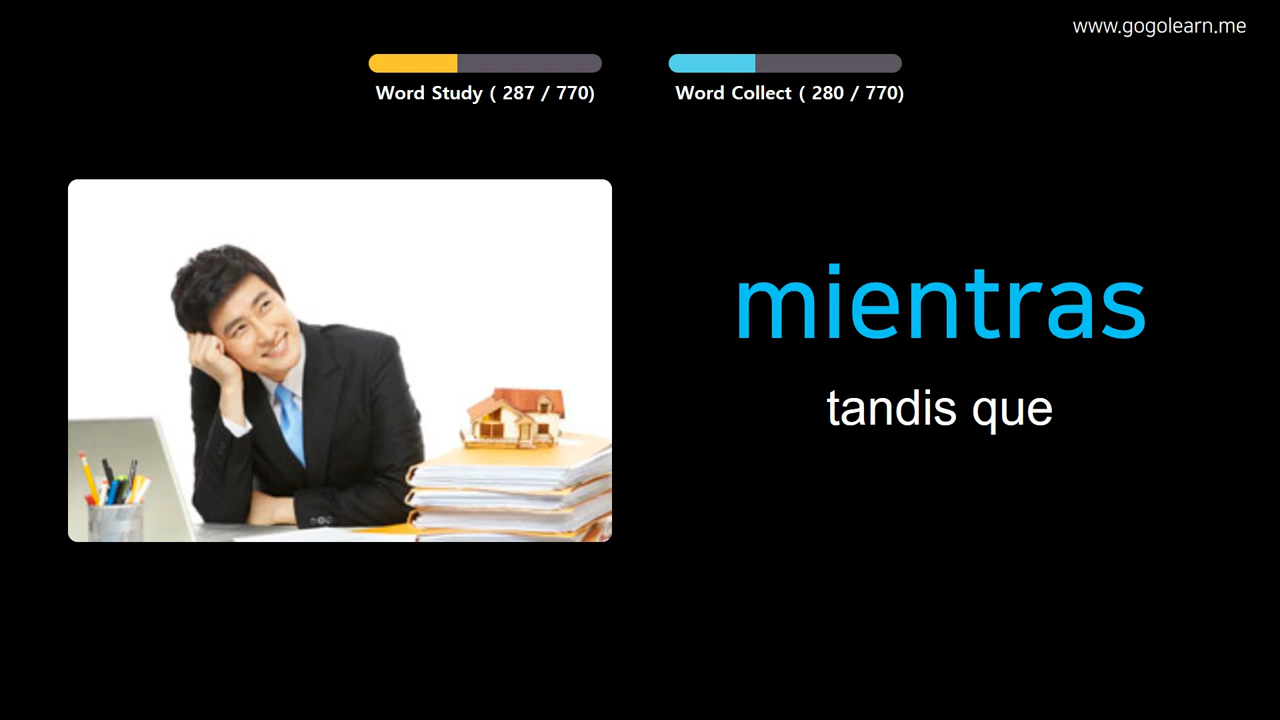 www.gogolearn.me
Word Study ( 287 / 770)
Word Collect ( 280 / 770)
mientras
tandis que